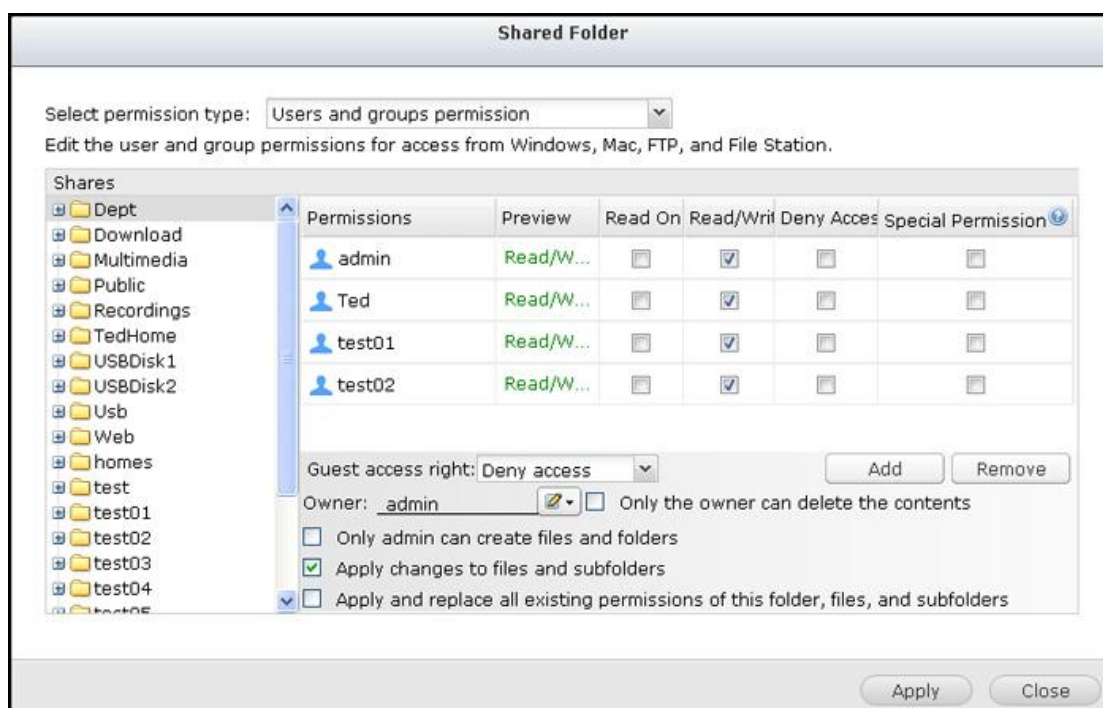 Shared Folder
Select permission type: Users and groups permission
Edit the user and group permissions for access from Windows, Mac, FTP, and File Station.
Shares
Dept
Download
Multimedia
Public
Recordings
TedHome
USBDisk1
USBDisk2
Usb
Web
homes
test
test01
test02
test03
test04
Permissions Preview Read On Read/Writ Deny Acces Special Permission
admin Read/W...
Ted Read/W...
test01 Read/W...
test02 Read/W...
Guest access right: Deny access Add Remove
Owner: admin Only the owner can delete the contents
Only admin can create files and folders
Apply changes to files and subfolders
Apply and replace all existing permissions of this folder, files, and subfolders
Apply Close